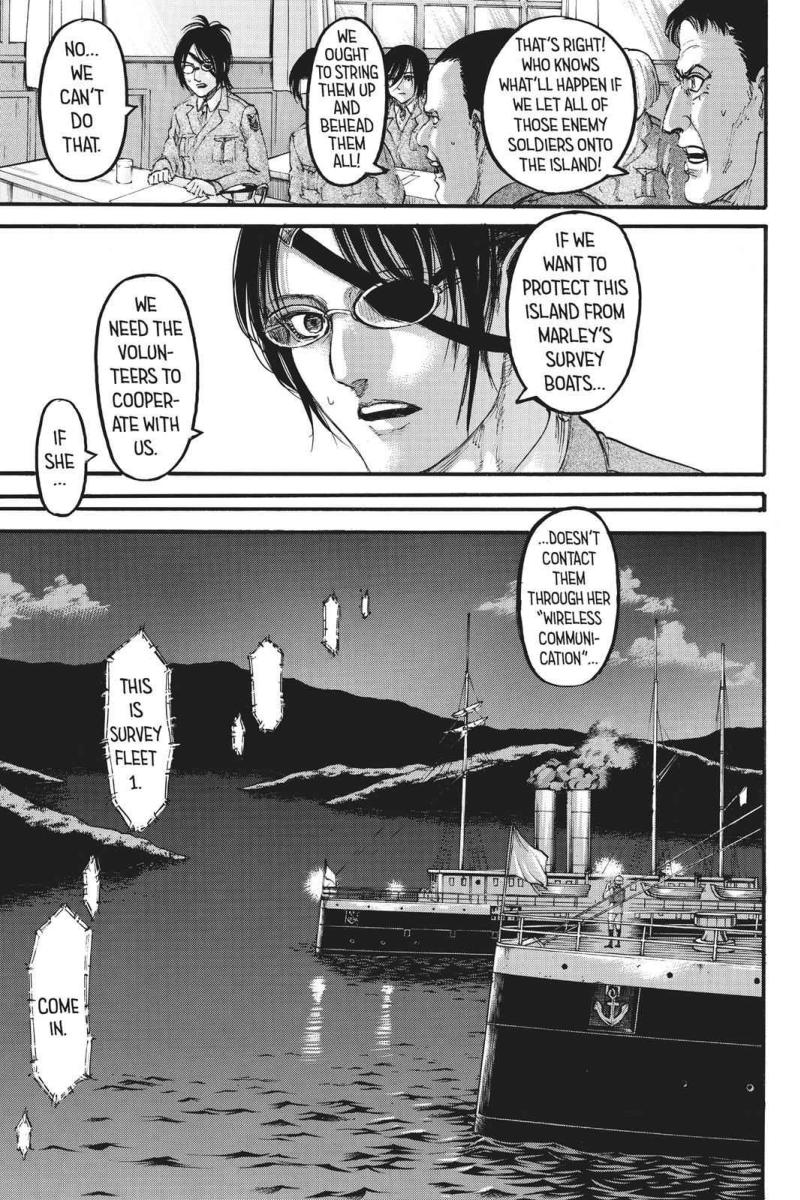 THAT'S RIGHT!
WHO KNOWS
WHAT'LL HAPPEN IF
WE LET ALL OF
THOSE ENEMY
SOLDIERS ONTO
THE ISLAND!
WE
OUGHT
TO STRING
THEM UP
AND
BEHEAD
THEM
ALL!
NO...
WE
CAN'T
DO
THAT.
IF WE
WANT TO
PROTECT THIS
ISLAND FROM
MARLEY'S
SURVEY
BOATS...
WE
NEED THE
VOLUN-
TEERS TO
COOPER-
ATE WITH
US.
IF
SHE
...
...DOESN'T
CONTACT
THEM
THROUGH HER
"WIRELESS
COMMUNI-
CATION"...
THIS
IS
SURVEY
FLEET
1.
COME
IN.